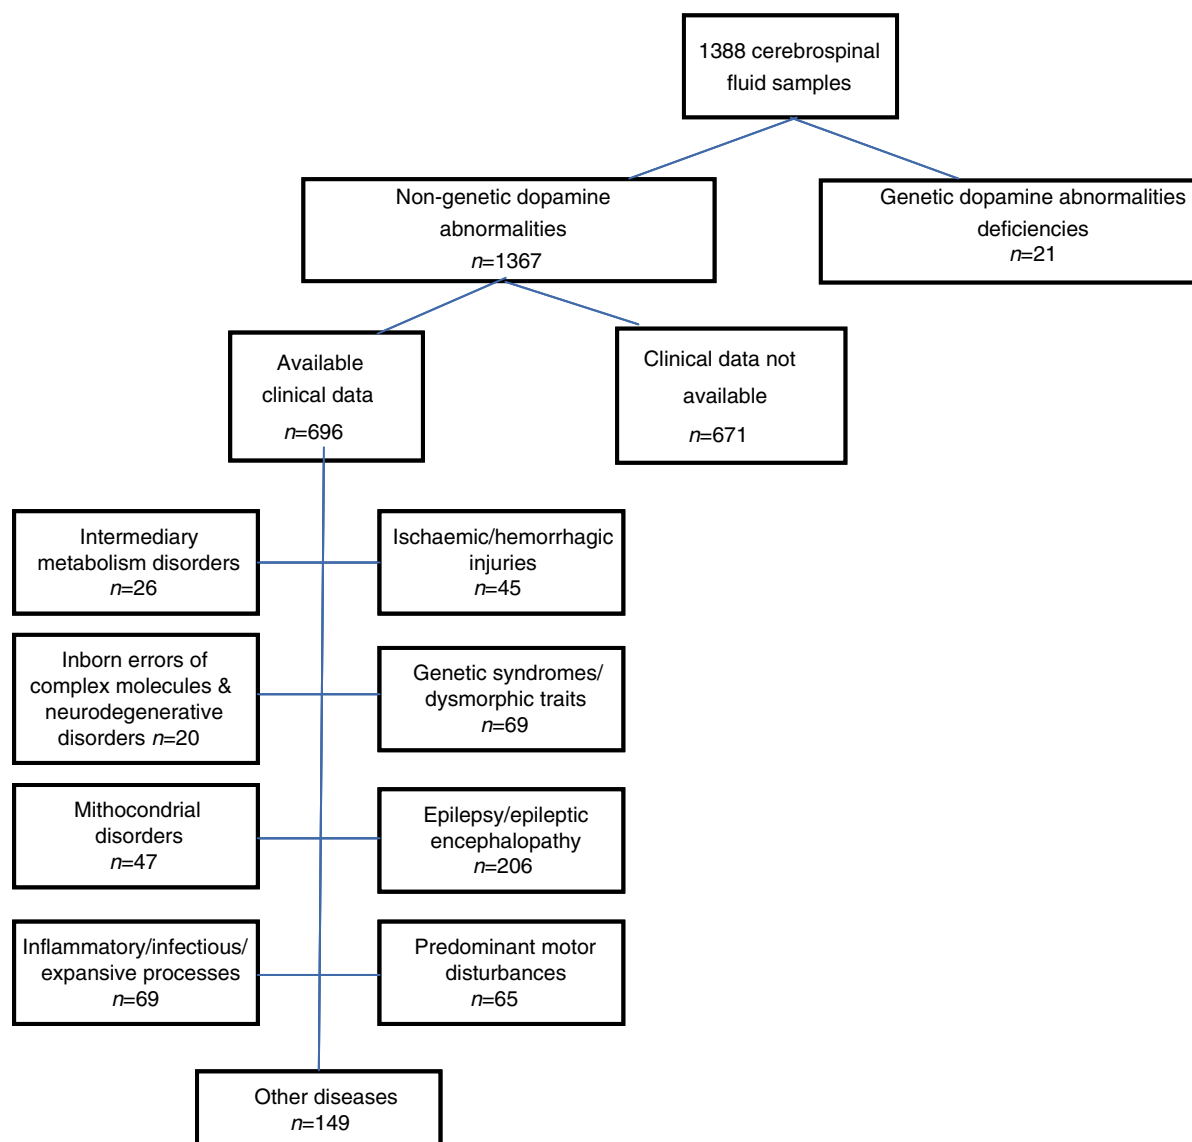 1388 cerebrospinal
fluid samples
Non-genetic dopamine
abnormalities
n=1367
Genetic dopamine abnormalities
deficiencies
n=21
Available
clinical data
n=696
Clinical data not
available
n=671
Intermediary
metabolism disorders
n=26
Ischaemic/hemorrhagic
injuries
n=45
Inborn errors of
complex molecules &
neurodegenerative
disorders n=20
Genetic syndromes/
dysmorphic traits
n=69
Mithocondrial
disorders
n=47
Epilepsy/epileptic
encephalopathy
n=206
Inflammatory/infectious/
expansive processes
n=69
Predominant motor
disturbances
n=65
Other diseases
n=149